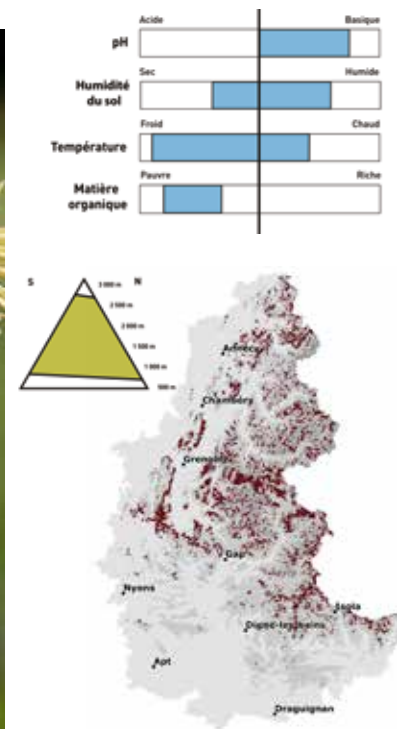 Acide Basique
pH
Sec Humide
Humidité
du sol
Froid Chaud
Température
Pauvre Riche
Matière
organique
S N
3 000 m
2 500 m
2 000 m
1 500 m
1 000 m
500 m
Annecy
Chambéry
Grenoble
Gap
Nyons
Isola
Digne-les-bains
Apt
Draguignan